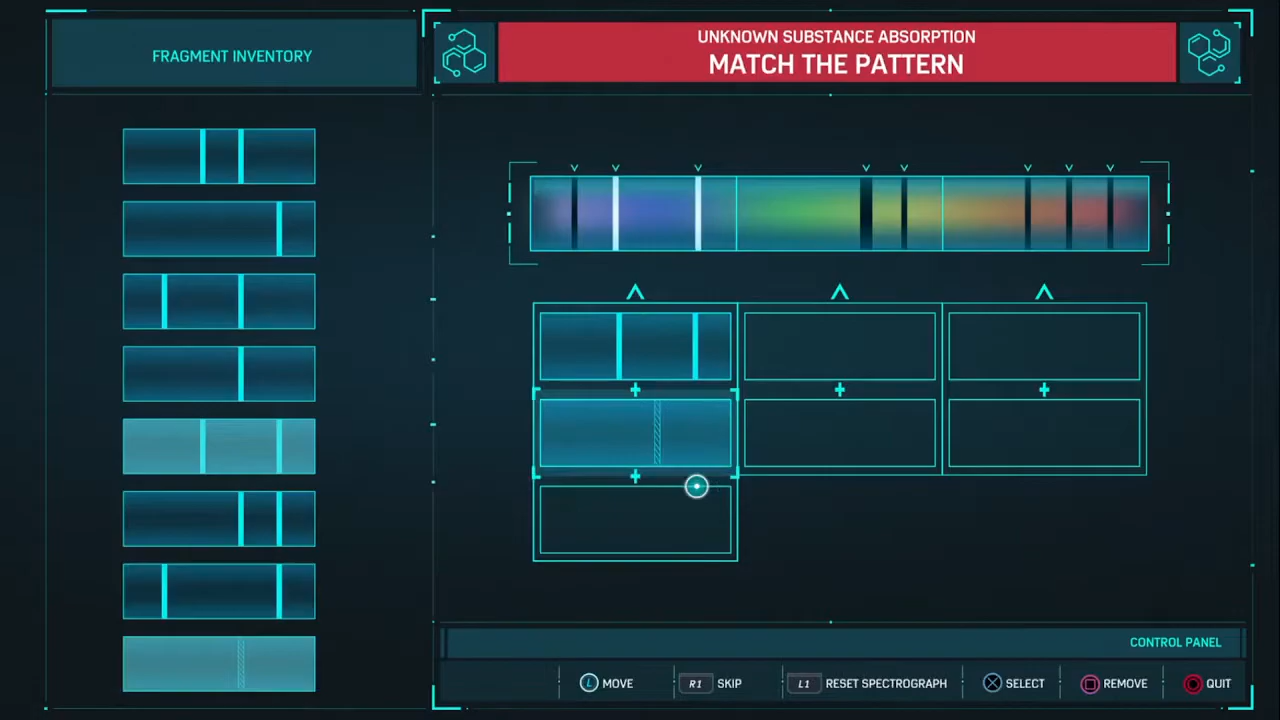 FRAGMENT INVENTORY
UNKNOWN SUBSTANCE ABSORPTION
MATCH THE PATTERN
CONTROL PANEL
L MOVE
R1 SKIP
L1 RESET SPECTROGRAPH
SELECT
REMOVE
QUIT